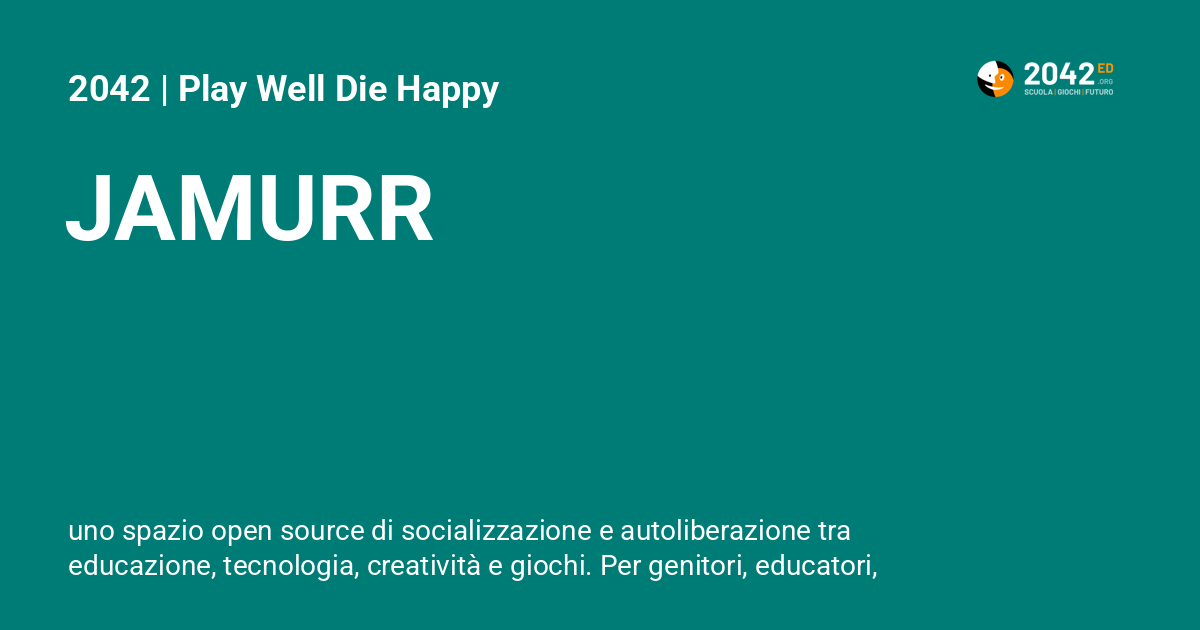 2042 | Play Well Die Happy
2042 ED
.ORG
SCUOLA | GIOCHI | FUTURO
JAMURR
uno spazio open source di socializzazione e autoliberazione tra
educazione, tecnologia, creatività e giochi. Per genitori, educatori,